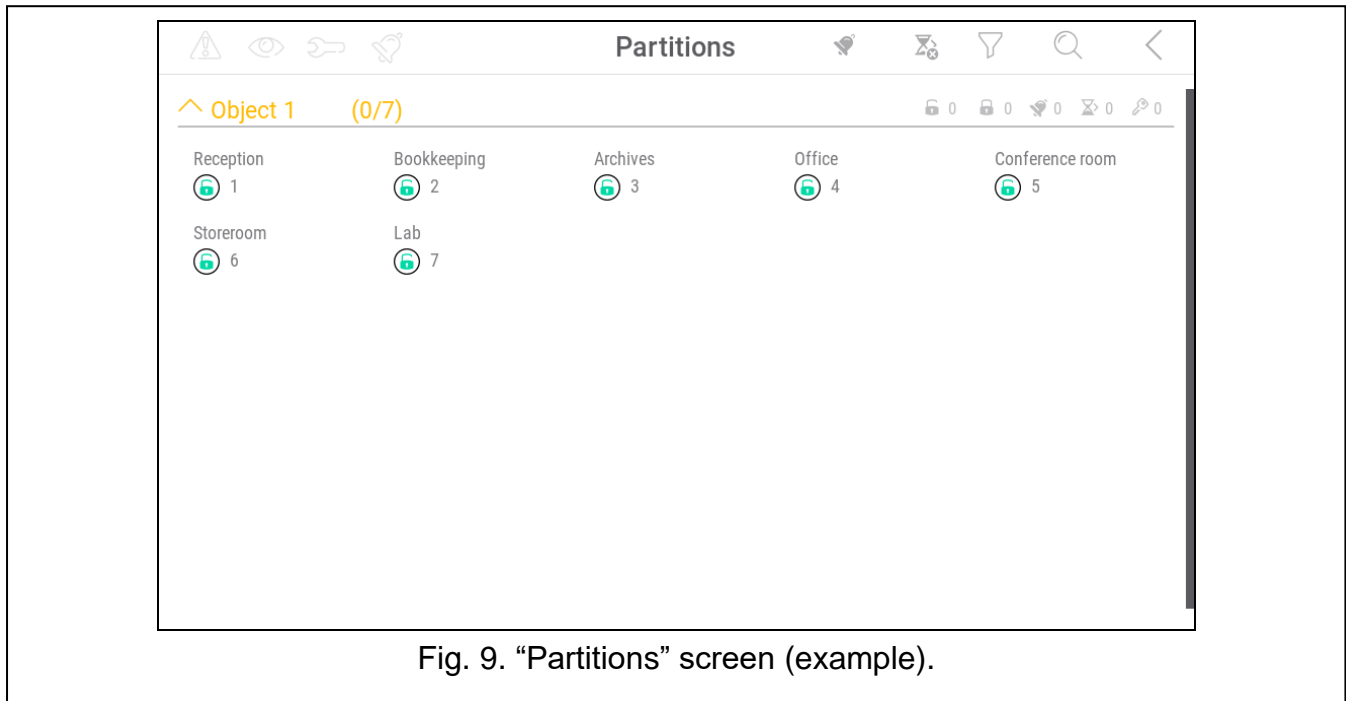 Partitions
Object 1 (0/7) 0 0 0 0 0
Reception Bookkeeping Archives Office Conference room
1 2 3 4 5
Storeroom Lab
6 7
Fig. 9. “Partitions” screen (example).